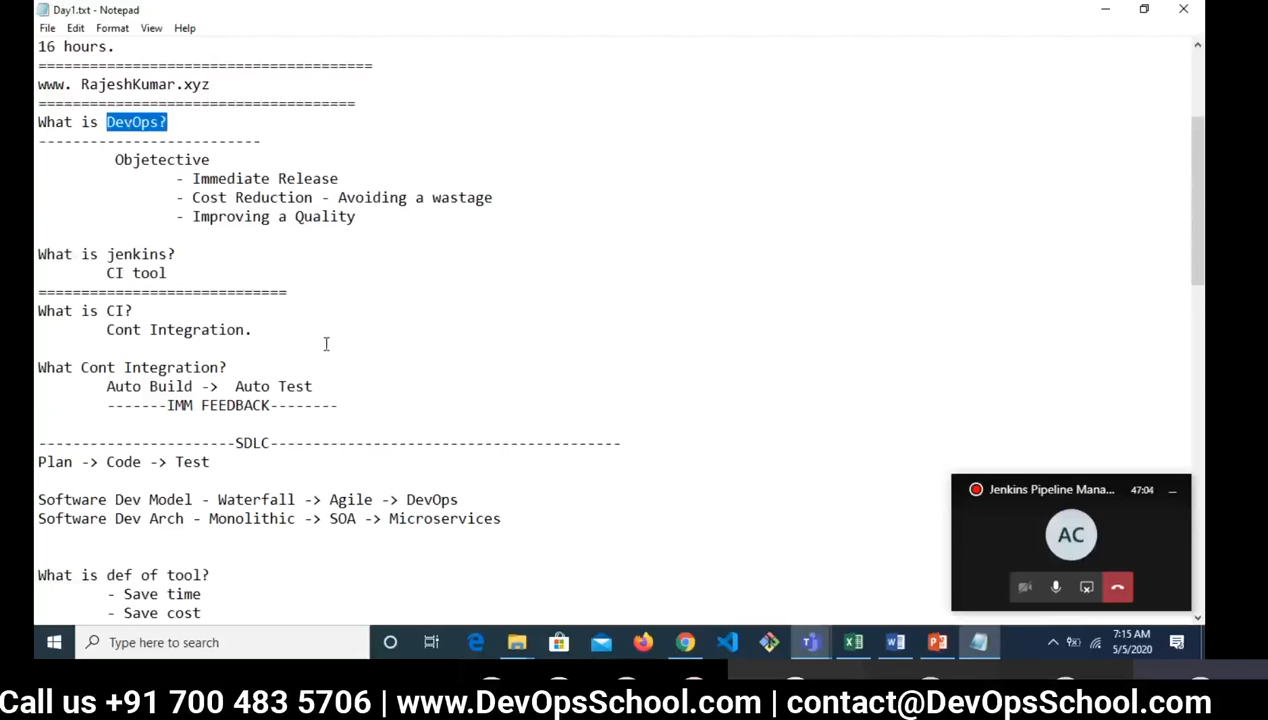 Day1.txt - Notepad
File Edit Format View Help
16 hours.
=======================================
www. RajeshKumar.xyz
=====================================
What is DevOps?
--------------------------
Objetective
- Immediate Release
- Cost Reduction - Avoiding a wastage
- Improving a Quality
What is jenkins?
CI tool
=============================
What is CI?
Cont Integration.
What Cont Integration?
Auto Build -> Auto Test
-------IMM FEEDBACK--------
-----------------------SDLC-----------------------------------------
Plan -> Code -> Test
Software Dev Model - Waterfall -> Agile -> DevOps
Software Dev Arch - Monolithic -> SOA -> Microservices
What is def of tool?
- Save time
- Save cost
Jenkins Pipeline Mana... 47:04
AC
Type here to search
7:15 AM
5/5/2020
Call us +91 700 483 5706 | www.DevOpsSchool.com | contact@DevOpsSchool.com